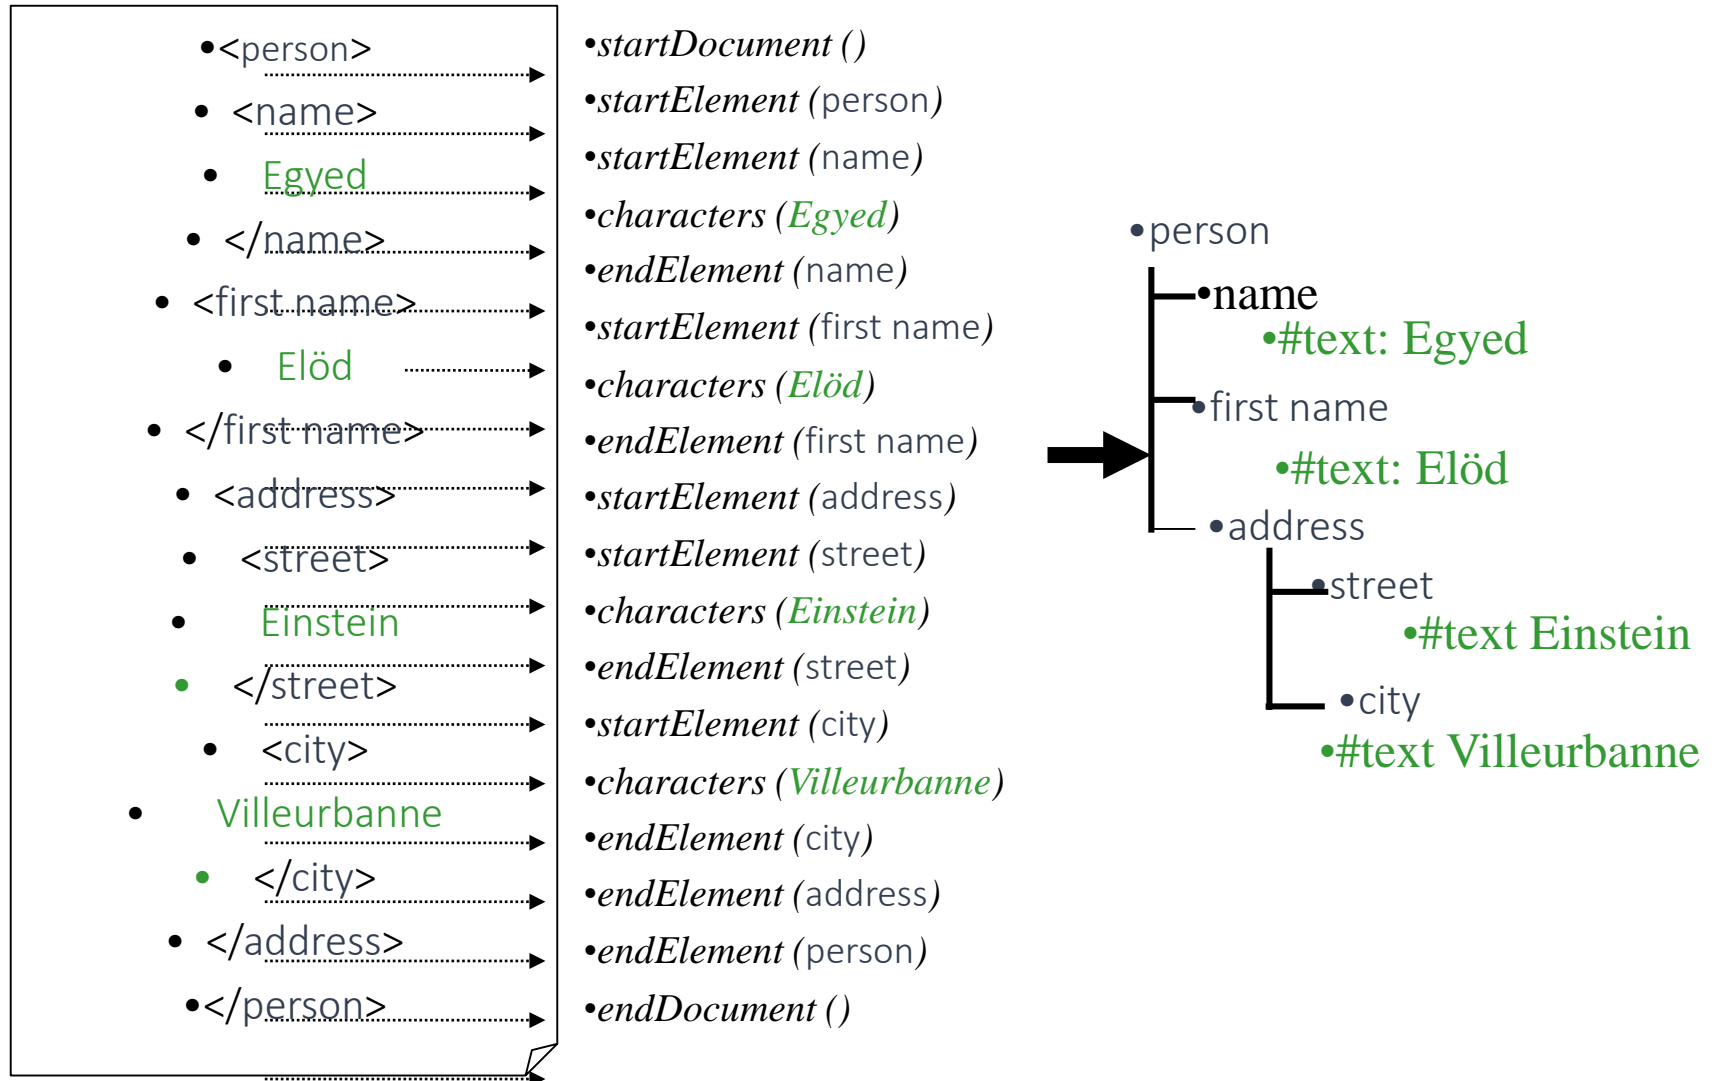 •<person>
• <name>
• Egyed
• </name>
• <first name>
• Elöd
• </first name>
• <address>
• <street>
• Einstein
• </street>
• <city>
• Villeurbanne
• </city>
• </address>
•</person>
•startDocument ()
•startElement (person)
•startElement (name)
•characters (Egyed)
•endElement (name)
•startElement (first name)
•characters (Elöd)
•endElement (first name)
•startElement (address)
•startElement (street)
•characters (Einstein)
•endElement (street)
•startElement (city)
•characters (Villeurbanne)
•endElement (city)
•endElement (address)
•endElement (person)
•endDocument ()
•person
•name
•#text: Egyed
•first name
•#text: Elöd
•address
•street
•#text Einstein
•city
•#text Villeurbanne